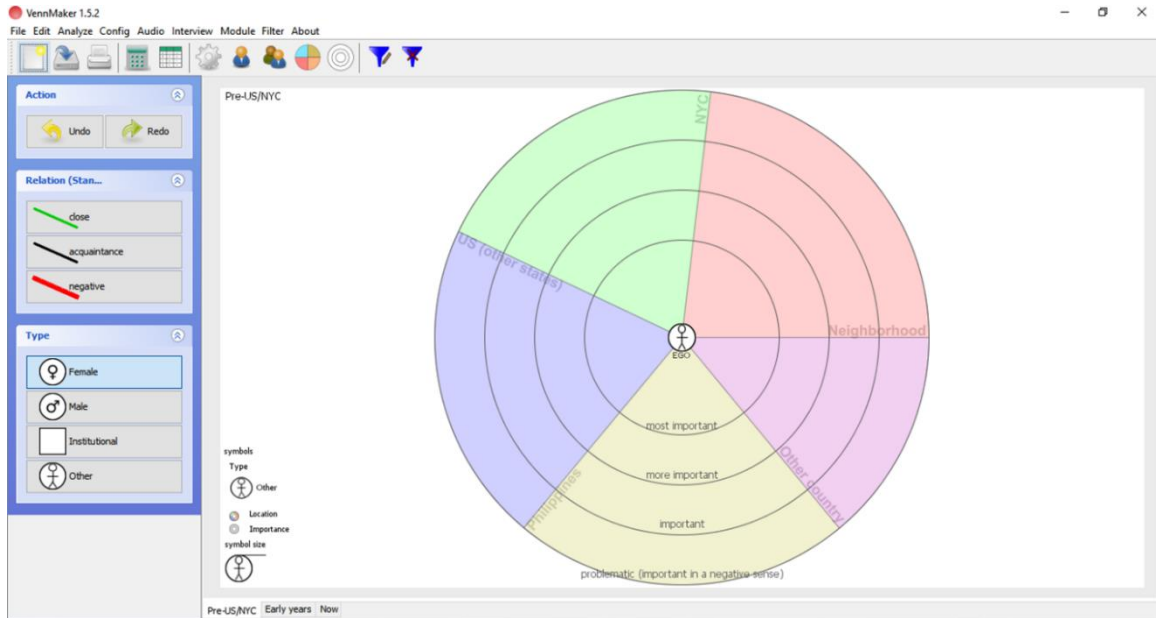 VennMaker 1.5.2
File Edit Analyze Config Audio Interview Module Filter About
Action
Undo Redo
Relation (Stan...
close
acquaintance
negative
Type
Female
Male
Institutional
Other
Pre-US/NYC
NYC
US (other states)
Neighborhood
EGO
most important
more important
important
problematic (important in a negative sense)
Philippines
Other country
symbols
Type
Other
Location
Importance
symbol size
Pre-US/NYC Early years Now